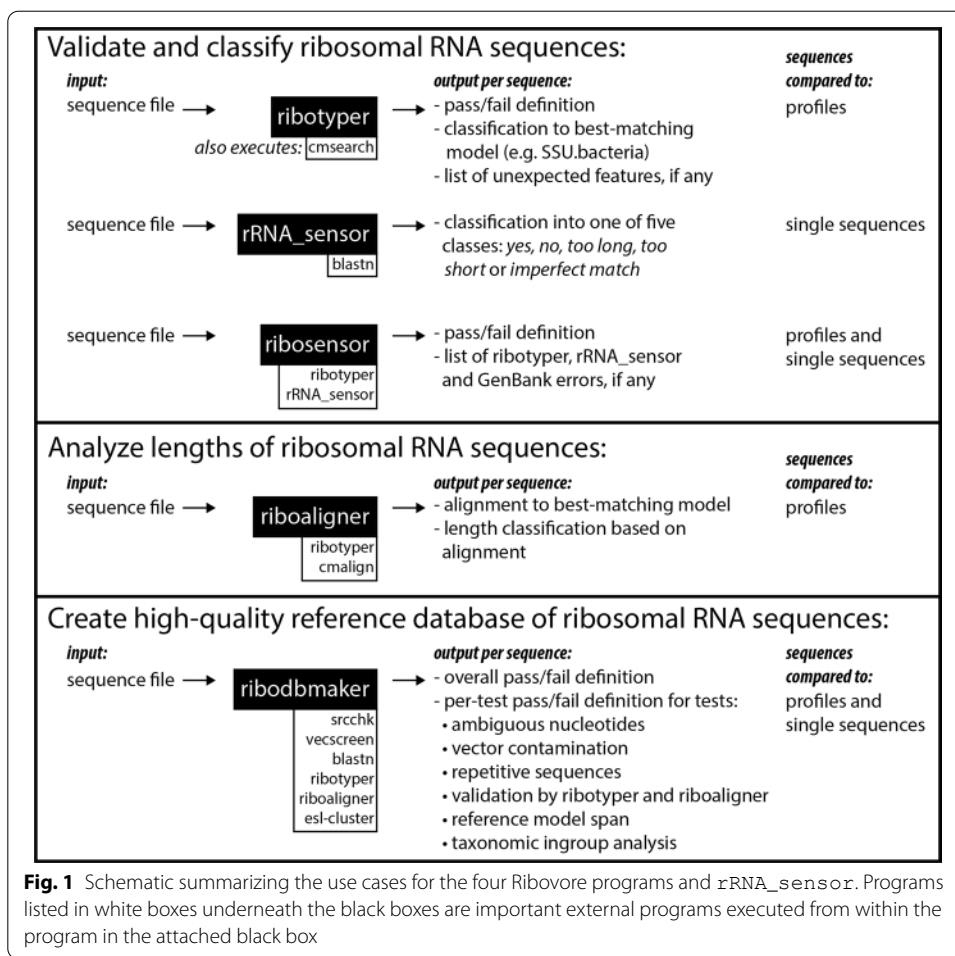 Validate and classify ribosomal RNA sequences:
sequences
input:
output per sequence:
compared to:
sequence file
ribotyper
- pass/fail definition
profiles
also executes: cmsearch
- classification to best-matching
model (e.g. SSU.bacteria)
- list of unexpected features, if any
sequence file
rRNA_sensor
- classification into one of five
single sequences
blastn
classes: yes, no, too long, too
short or imperfect match
sequence file
ribosensor
- pass/fail definition
profiles and
ribotyper
- list of ribotyper, rRNA_sensor
single sequences
rRNA_sensor
and GenBank errors, if any
Analyze lengths of ribosomal RNA sequences:
sequences
input:
output per sequence:
compared to:
sequence file
riboaligner
- alignment to best-matching model
profiles
ribotyper
- length classification based on
cmalign
alignment
Create high-quality reference database of ribosomal RNA sequences:
input:
output per sequence:
sequences
sequence file
ribodbmaker
- overall pass/fail definition
compared to:
- per-test pass/fail definition for tests:
profiles and
srcchk
• ambiguous nucleotides
single sequences
vecscreen
• vector contamination
blastn
• repetitive sequences
ribotyper
• validation by ribotyper and riboaligner
riboaligner
• reference model span
esl-cluster
• taxonomic ingroup analysis
Fig. 1 Schematic summarizing the use cases for the four Ribovore programs and rRNA_sensor. Programs
listed in white boxes underneath the black boxes are important external programs executed from within the
program in the attached black box